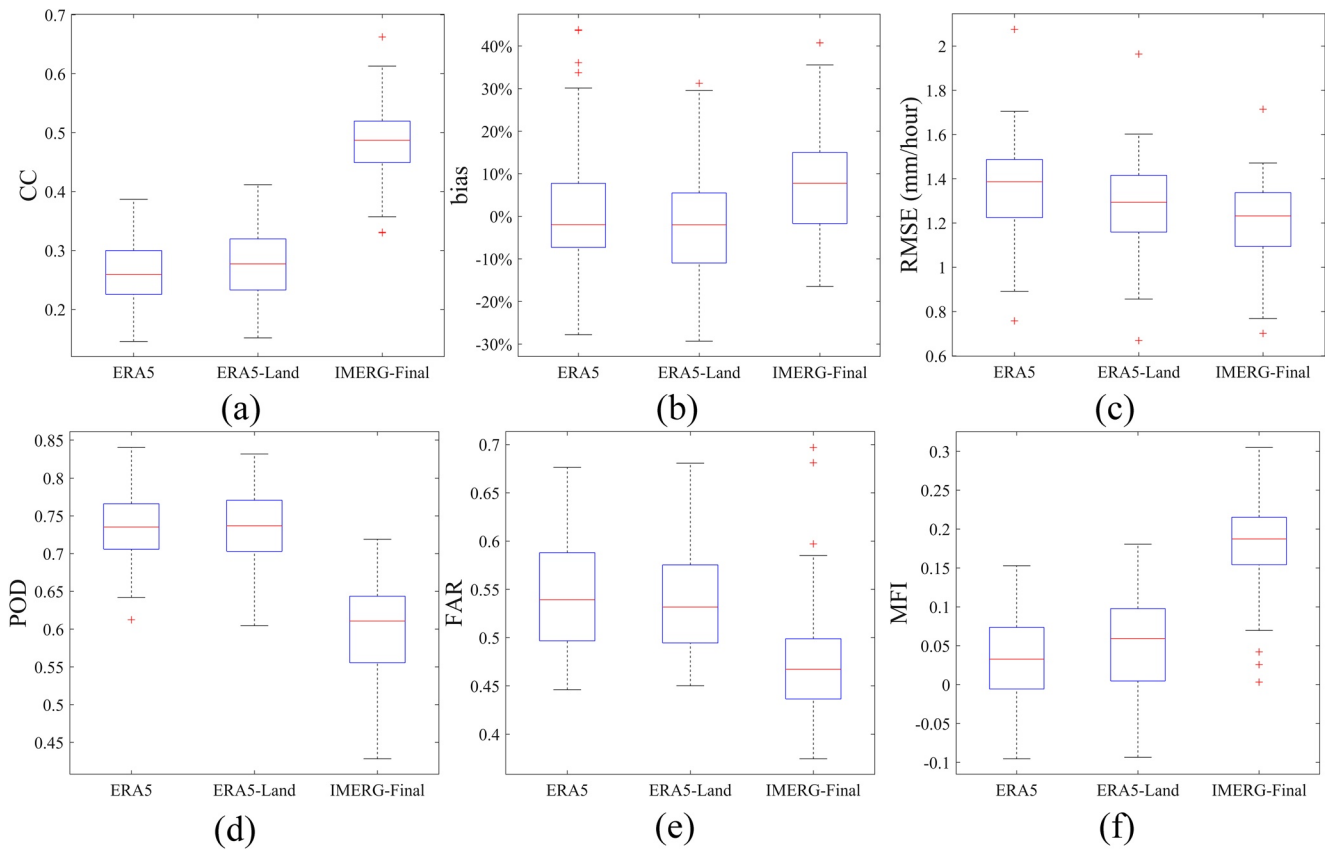 0.7
0.6
0.5
0.4
0.3
0.2
CC
ERA5
ERA5-Land
IMERG-Final
(a)
40%
30%
20%
10%
0%
-10%
-20%
-30%
bias
ERA5
ERA5-Land
IMERG-Final
(b)
2
1.8
1.6
1.4
1.2
1
0.8
0.6
RMSE (mm/hour)
ERA5
ERA5-Land
IMERG-Final
(c)
0.85
0.8
0.75
0.7
0.65
0.6
0.55
0.5
0.45
POD
ERA5
ERA5-Land
IMERG-Final
(d)
0.7
0.65
0.6
0.55
0.5
0.45
0.4
FAR
ERA5
ERA5-Land
IMERG-Final
(e)
0.3
0.25
0.2
0.15
0.1
0.05
0
-0.05
-0.1
MFI
ERA5
ERA5-Land
IMERG-Final
(f)